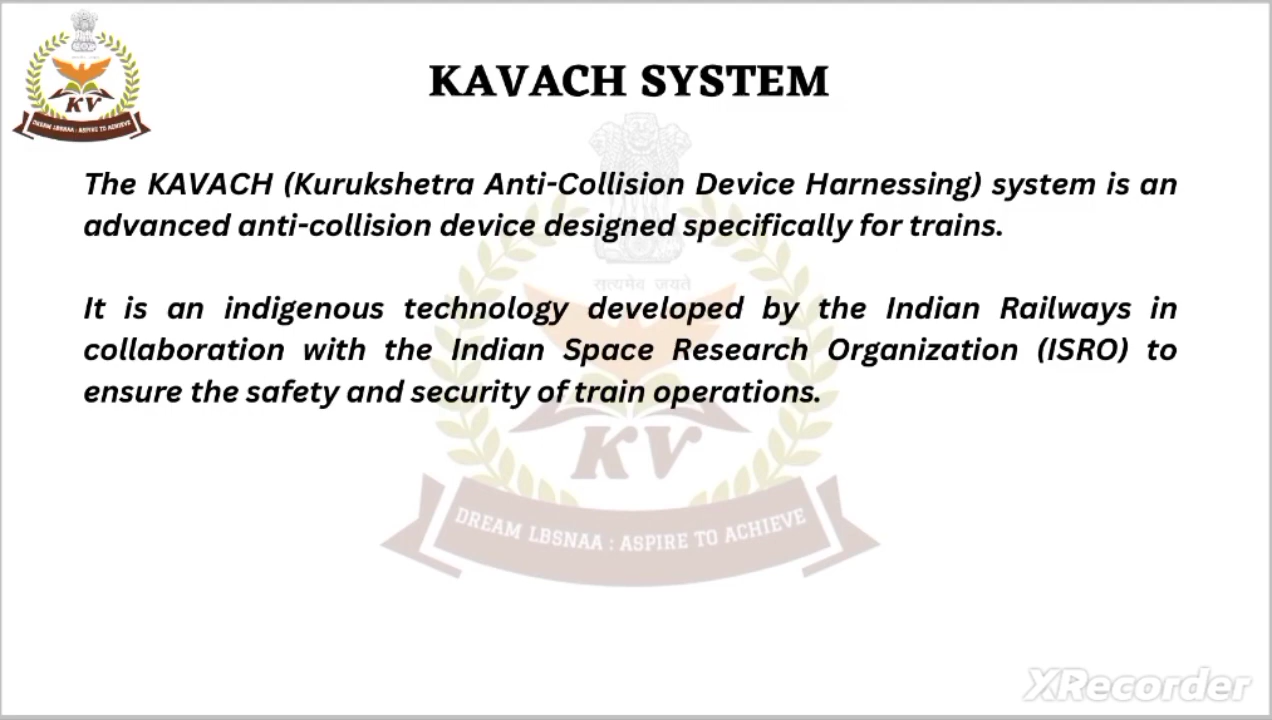 KV
DREAM LBSNAA : ASPIRE TO ACHIEVE
KAVACH SYSTEM
The KAVACH (Kurukshetra Anti-Collision Device Harnessing) system is an
advanced anti-collision device designed specifically for trains.
सत्यमेव जयते
It is an indigenous technology developed by the Indian Railways in
collaboration with the Indian Space Research Organization (ISRO) to
ensure the safety and security of train operations.
KV
DREAM LBSNAA : ASPIRE TO ACHIEVE
XRecorder